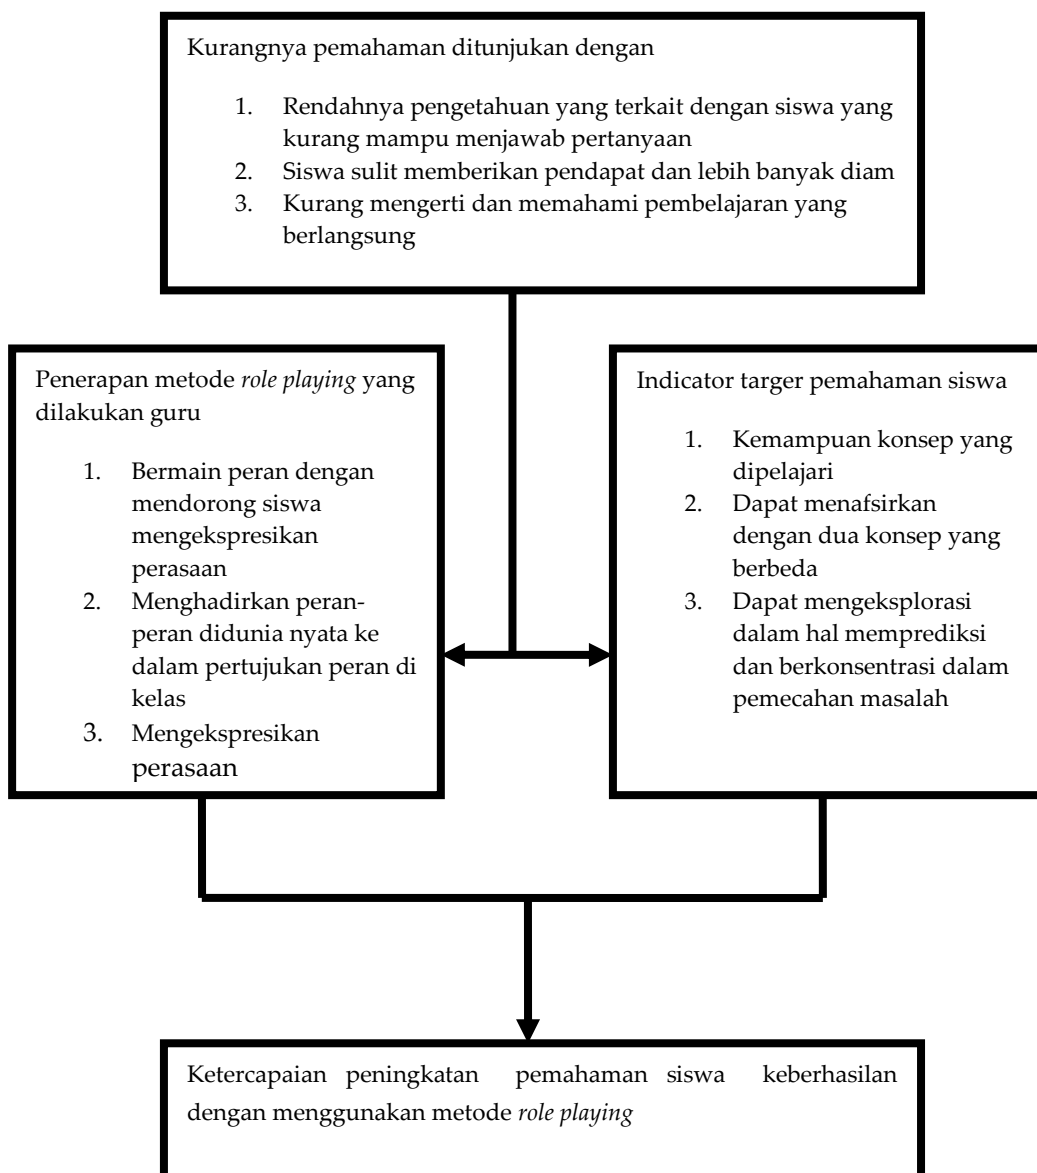 Kurangnya pemahaman ditunjukan dengan
1. Rendahnya pengetahuan yang terkait dengan siswa yang
kurang mampu menjawab pertanyaan
2. Siswa sulit memberikan pendapat dan lebih banyak diam
3. Kurang mengerti dan memahami pembelajaran yang
berlangsung
Penerapan metode role playing yang
dilakukan guru
1. Bermain peran dengan
mendorong siswa
mengekspresikan
perasaan
2. Menghadirkan peran-
peran didunia nyata ke
dalam pertujukan peran di
kelas
3. Mengekspresikan
perasaan
Indicator targer pemahaman siswa
1. Kemampuan konsep yang
dipelajari
2. Dapat menafsirkan
dengan dua konsep yang
berbeda
3. Dapat mengeksplorasi
dalam hal memprediksi
dan berkonsentrasi dalam
pemecahan masalah
Ketercapaian peningkatan pemahaman siswa keberhasilan
dengan menggunakan metode role playing